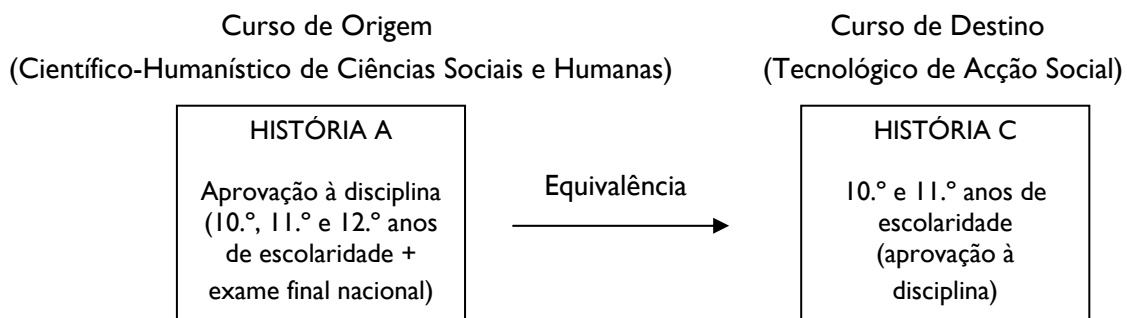 Curso de Origem
(Científico-Humanístico de Ciências Sociais e Humanas)
Curso de Destino
(Tecnológico de Acção Social)
HISTÓRIA A
Aprovação à disciplina
(10.º, 11.º e 12.º anos
de escolaridade +
exame final nacional)
Equivalência
HISTÓRIA C
10.º e 11.º anos de
escolaridade
(aprovação à
disciplina)